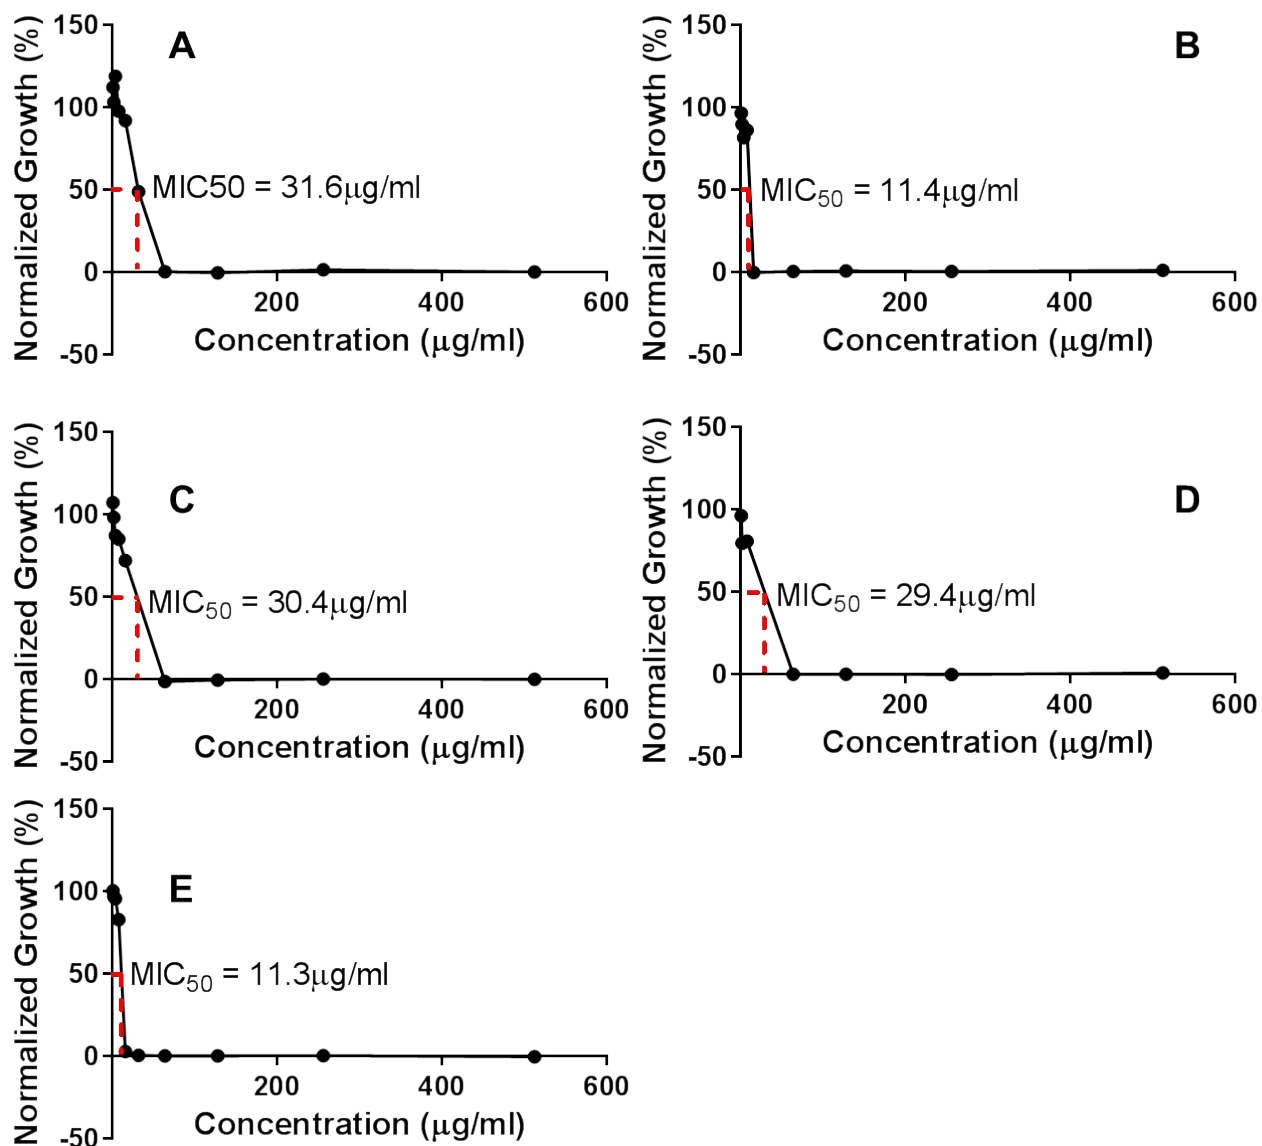 A
Normalized Growth (%)
150
100
50
0
-50
MIC50 = 31.6μg/ml
200
400
600
Concentration (μg/ml)
B
Normalized Growth (%)
150
100
50
0
-50
MIC50 = 11.4μg/ml
200
400
600
Concentration (μg/ml)
C
Normalized Growth (%)
150
100
50
0
-50
MIC50 = 30.4μg/ml
200
400
600
Concentration (μg/ml)
D
Normalized Growth (%)
150
100
50
0
-50
MIC50 = 29.4μg/ml
200
400
600
Concentration (μg/ml)
E
Normalized Growth (%)
150
100
50
0
-50
MIC50 = 11.3μg/ml
200
400
600
Concentration (μg/ml)